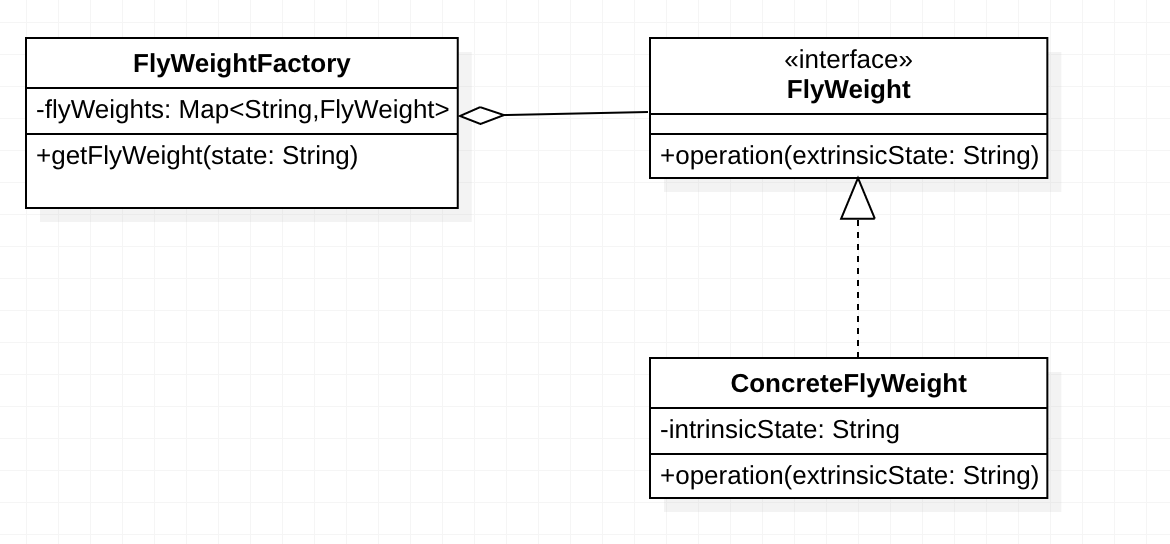 FlyWeightFactory
-flyWeights: Map<String,FlyWeight>
+getFlyWeight(state: String)
«interface»
FlyWeight
+operation(extrinsicState: String)
ConcreteFlyWeight
-intrinsicState: String
+operation(extrinsicState: String)